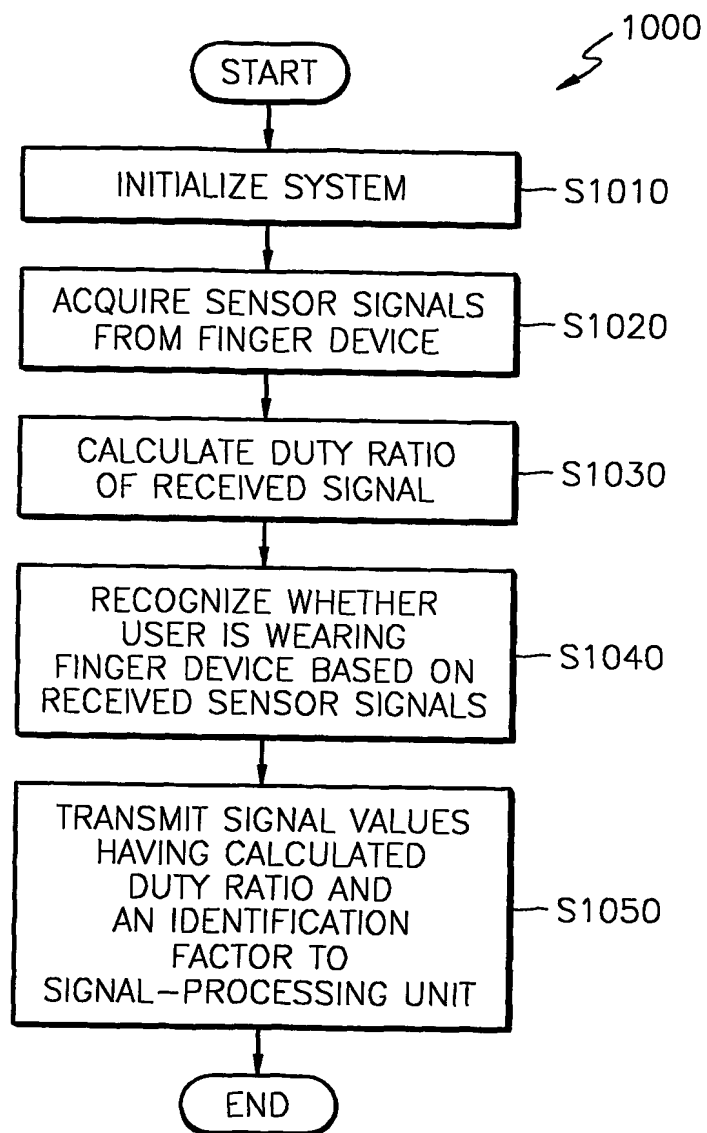 1000
START
INITIALIZE SYSTEM
S1010
ACQUIRE SENSOR SIGNALS
FROM FINGER DEVICE
S1020
CALCULATE DUTY RATIO
OF RECEIVED SIGNAL
S1030
RECOGNIZE WHETHER
USER IS WEARING
FINGER DEVICE BASED ON
RECEIVED SENSOR SIGNALS
S1040
TRANSMIT SIGNAL VALUES
HAVING CALCULATED
DUTY RATIO AND
AN IDENTIFICATION
FACTOR TO
SIGNAL-PROCESSING UNIT
S1050
END